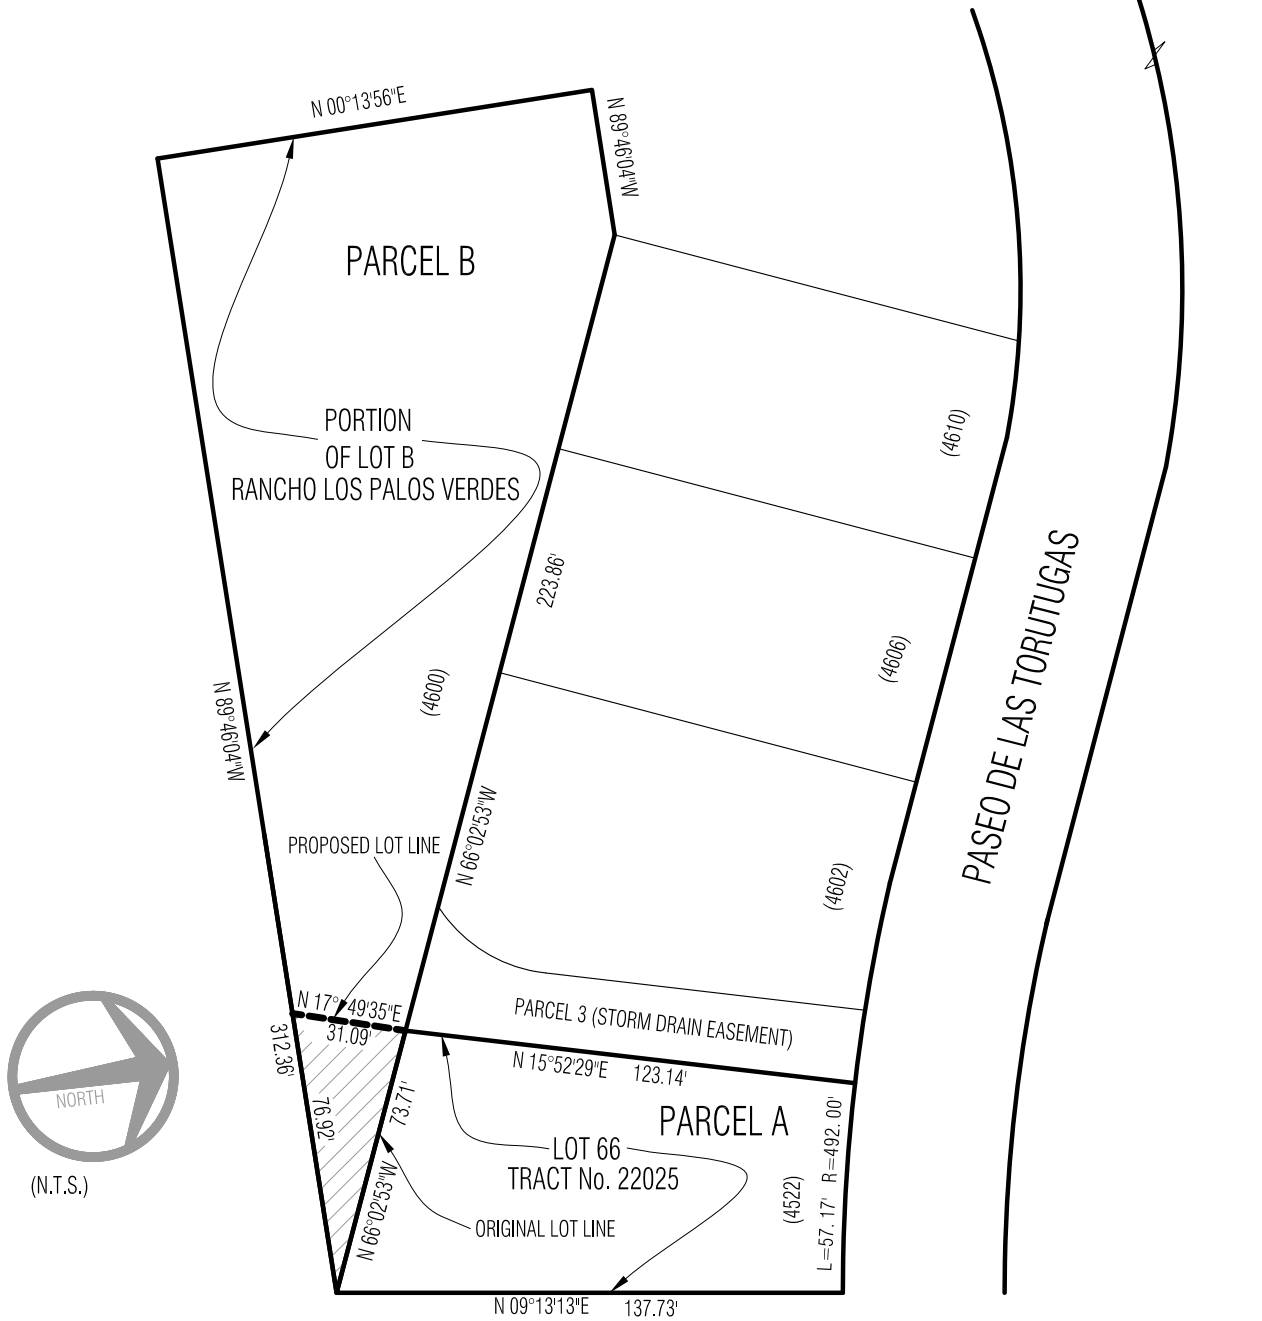 N 00°13'56"E
N 89°46'04"W
PARCEL B
PORTION
OF LOT B
RANCHO LOS PALOS VERDES
(4610)
223.86'
(4606)
(4600)
PASEO DE LAS TORUTUGAS
N 89°46'04"W
PROPOSED LOT LINE
N 66°02'53"W
(4602)
N 17°49'35"E
31.09'
PARCEL 3 (STORM DRAIN EASEMENT)
312.36'
N 15°52'29"E 123.14'
NORTH
(N.T.S.)
76.92'
73.71'
PARCEL A
LOT 66
TRACT No. 22025
L=57.17' R=492.00'
(4522)
N 66°02'53"W
ORIGINAL LOT LINE
N 09°13'13"E 137.73'